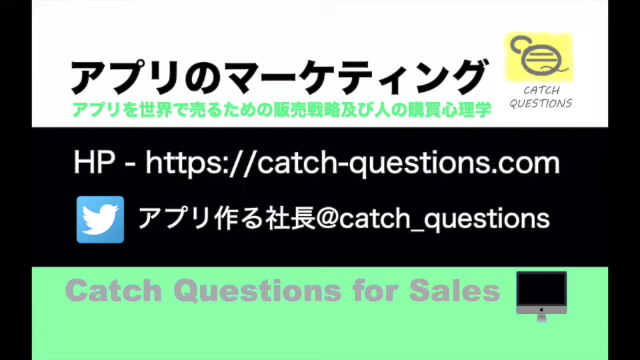 アプリのマーケティング
アプリを世界で売るための販売戦略及び人の購買心理学
CATCH
QUESTIONS
HP - https://catch-questions.com
アプリ作る社長@catch_questions
Catch Questions for Sales